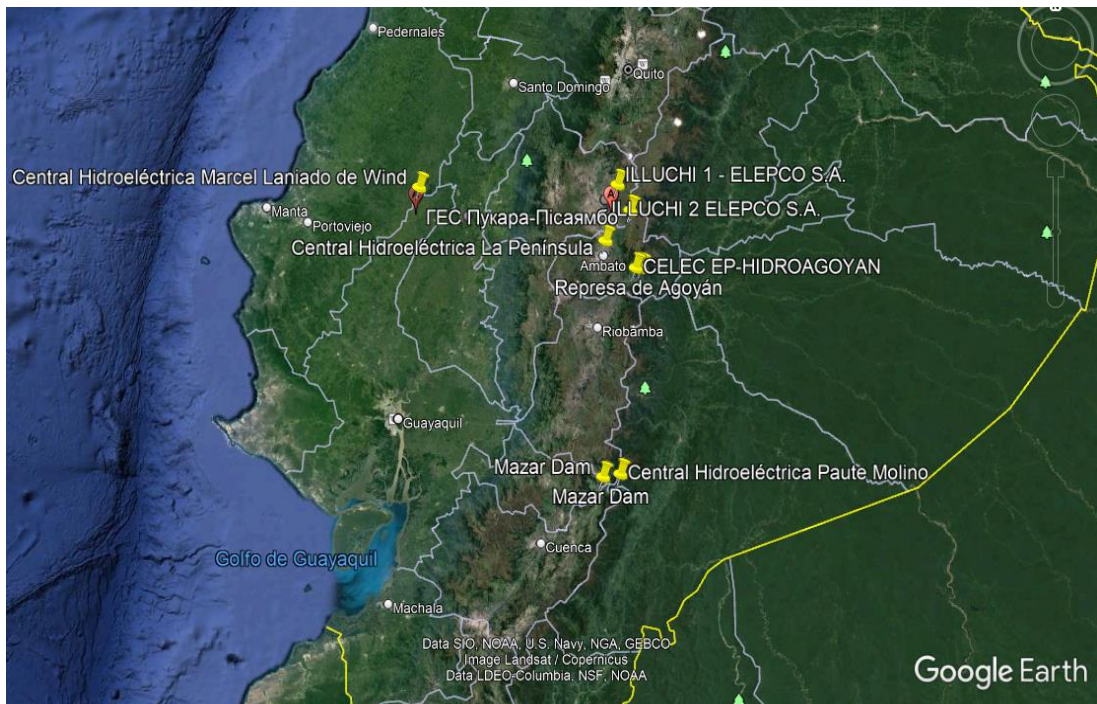 Pedernales
Quito
Santo Domingo
Central Hidroeléctrica Marcel Laniado de Wind
ILLUCHI 1 - ELEPCO S.A.
A
Manta
ILLUCHI 2 ELEPCO S.A.
ГЕС Пукара-Пісаямбо
Portoviejo
Central Hidroeléctrica La Península
Ambato
CELEC EP-HIDROAGOYAN
Represa de Agoyán
Riobamba
Guayaquil
Mazar Dam
Central Hidroeléctrica Paute Molino
Mazar Dam
Cuenca
Golfo de Guayaquil
Machala
Data SIO, NOAA, U.S. Navy, NGA, GEBCO
Image Landsat / Copernicus
Data LDEO-Columbia, NSF, NOAA
Google Earth